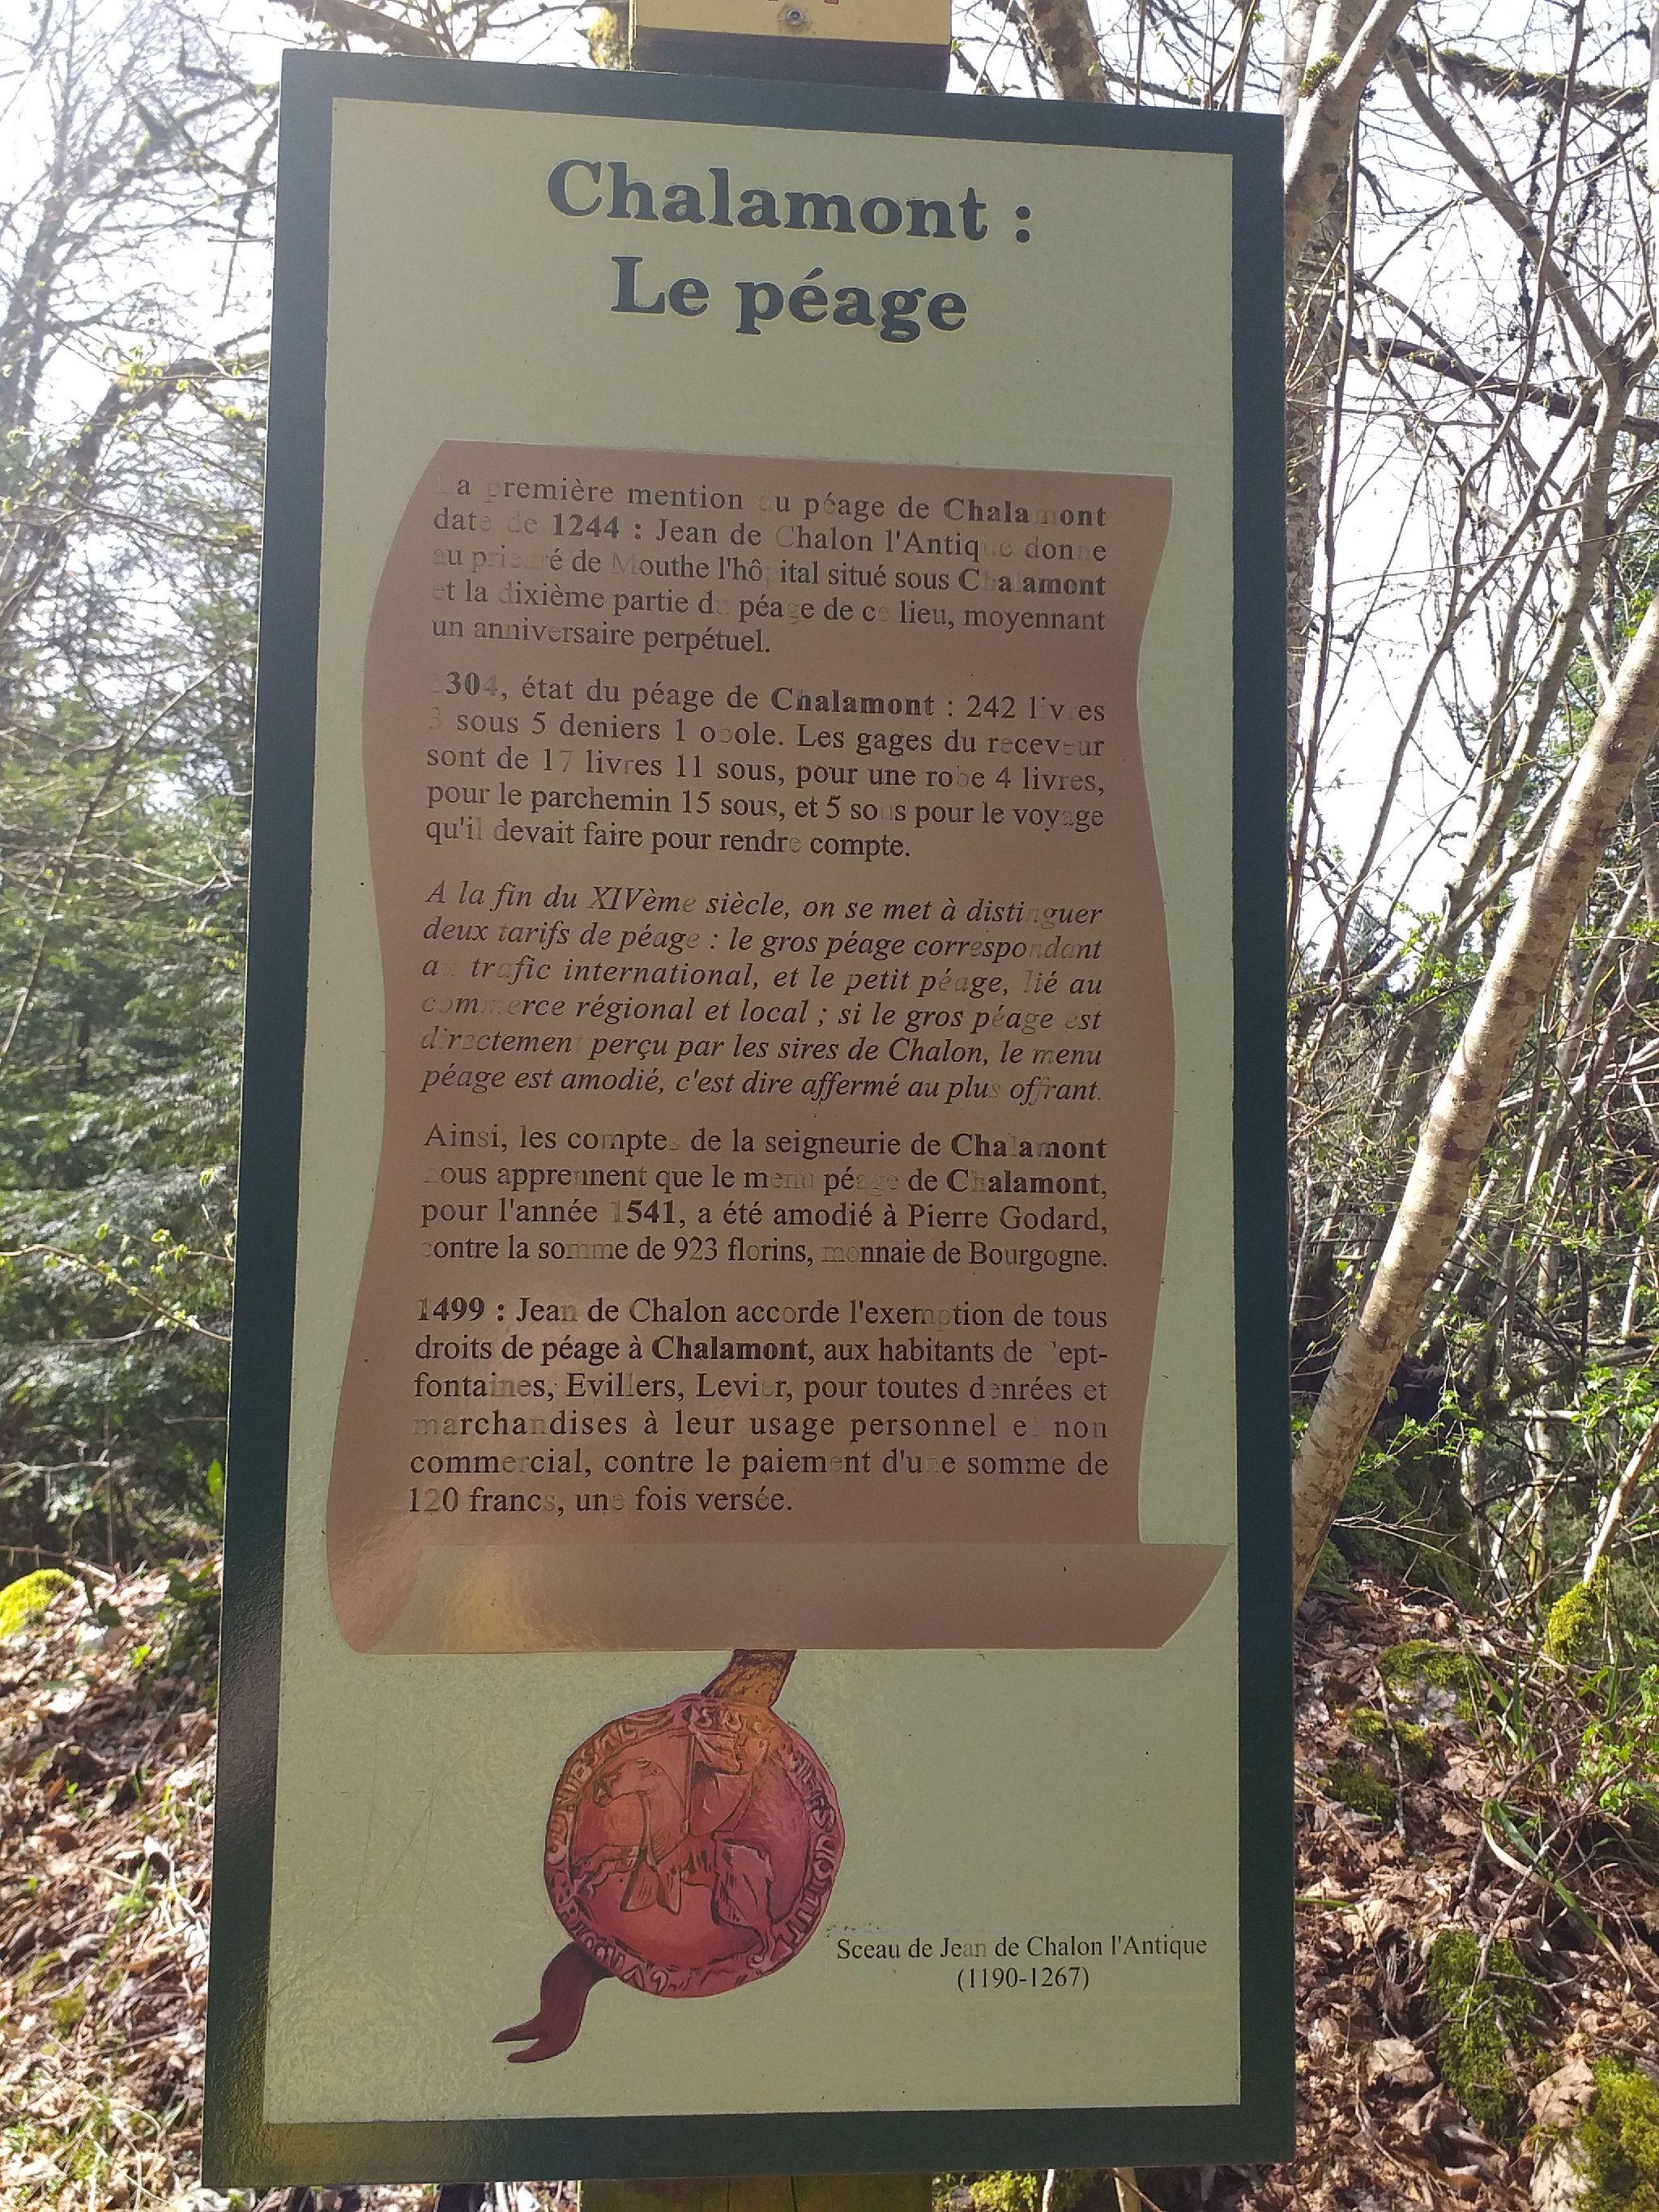 Chalamont :
Le péage
La première mention du péage de Chalamont
date de 1244 : Jean de Chalon l'Antique donne
au prieuré de Mouthe l'hôpital situé sous Chalamont
et la dixième partie du péage de ce lieu, moyennant
un anniversaire perpétuel.
1304, état du péage de Chalamont : 242 livres
3 sous 5 deniers 1 obole. Les gages du receveur
sont de 17 livres 11 sous, pour une robe 4 livres,
pour le parchemin 15 sous, et 5 sous pour le voyage
qu'il devait faire pour rendre compte.
A la fin du XIVème siècle, on se met à distinguer
deux tarifs de péage : le gros péage correspondant
au trafic international, et le petit péage, lié au
commerce régional et local ; si le gros péage est
directement perçu par les sires de Chalon, le menu
péage est amodié, c'est dire affermé au plus offrant.
Ainsi, les comptes de la seigneurie de Chalamont
nous apprennent que le menu péage de Chalamont,
pour l'année 1541, a été amodié à Pierre Godard,
contre la somme de 923 florins, monnaie de Bourgogne.
1499 : Jean de Chalon accorde l'exemption de tous
droits de péage à Chalamont, aux habitants de Sept-
fontaines, Evillers, Levier, pour toutes denrées et
marchandises à leur usage personnel et non
commercial, contre le paiement d'une somme de
120 francs, une fois versée.
Sceau de Jean de Chalon l'Antique
(1190-1267)